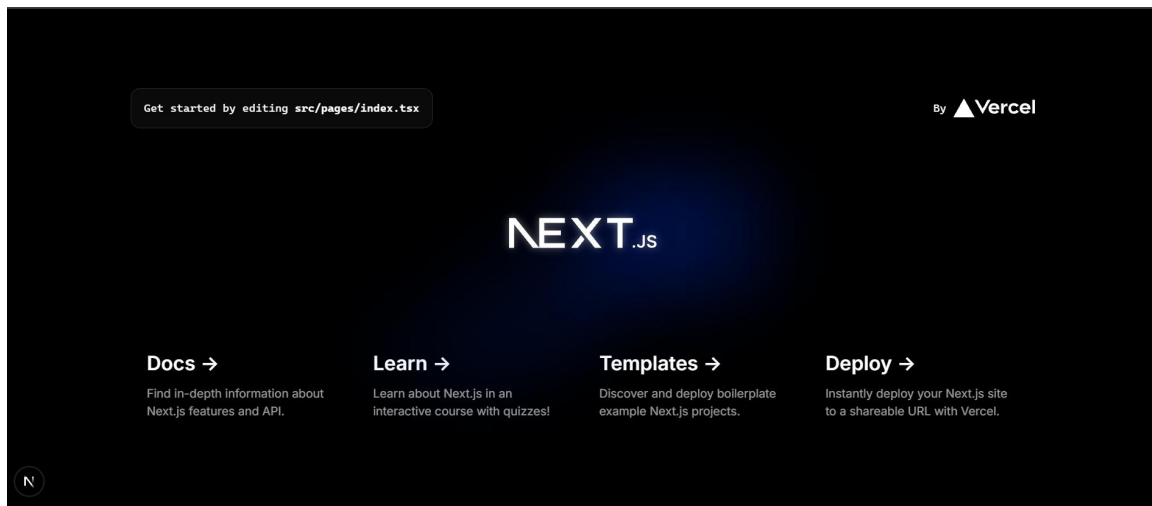 Get started by editing src/pages/index.tsx
By Vercel
NEXT.JS
Docs →
Find in-depth information about
Next.js features and API.
Learn →
Learn about Next.js in an
interactive course with quizzes!
Templates →
Discover and deploy boilerplate
example Next.js projects.
Deploy →
Instantly deploy your Next.js site
to a shareable URL with Vercel.
N